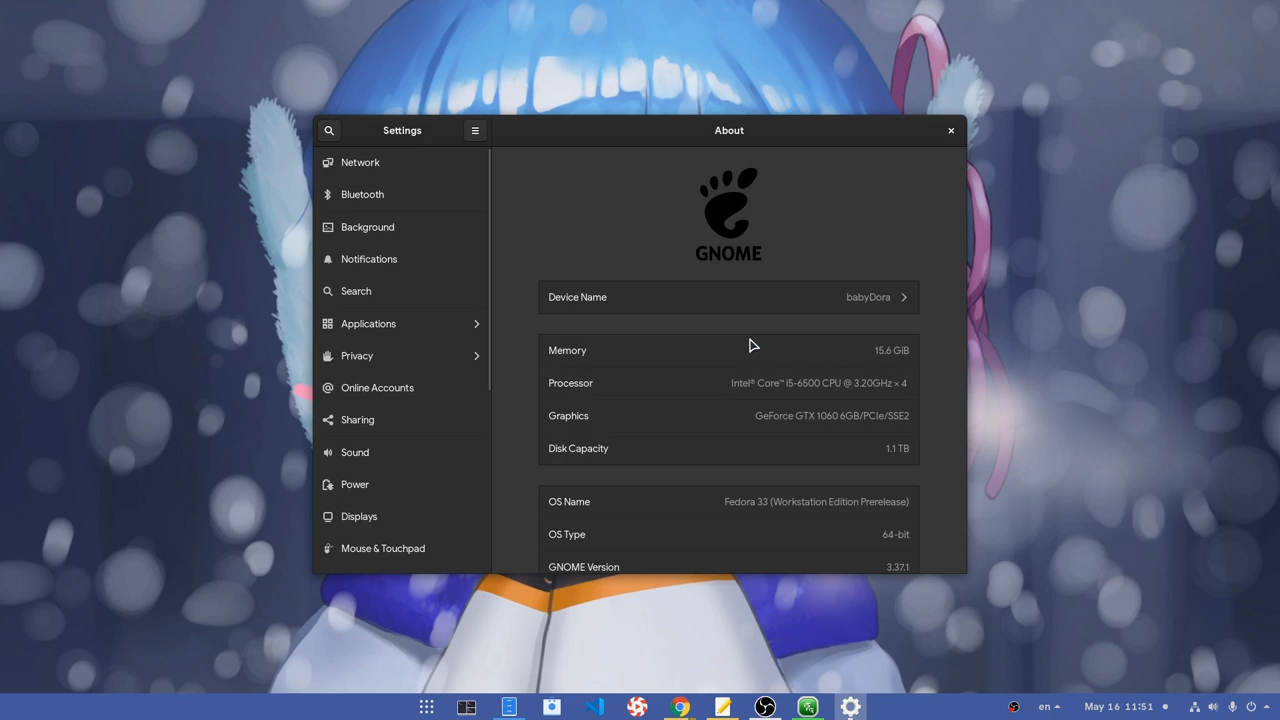 Settings
About
Network
Bluetooth
Background
Notifications
Search
Applications
Privacy
Online Accounts
Sharing
Sound
Power
Displays
Mouse & Touchpad
GNOME
Device Name babyDora
Memory 15.6 GiB
Processor Intel® Core™ i5-6500 CPU @ 3.20GHz × 4
Graphics GeForce GTX 1060 6GB/PCIe/SSE2
Disk Capacity 1.1 TB
OS Name Fedora 33 (Workstation Edition Prerelease)
OS Type 64-bit
GNOME Version 3.37.1
en May 16 11:51